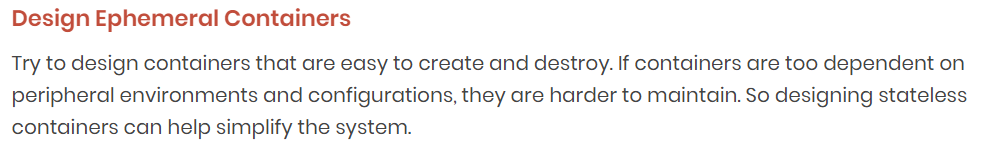 Design Ephemeral Containers
Try to design containers that are easy to create and destroy. If containers are too dependent on
peripheral environments and configurations, they are harder to maintain. So designing stateless
containers can help simplify the system.